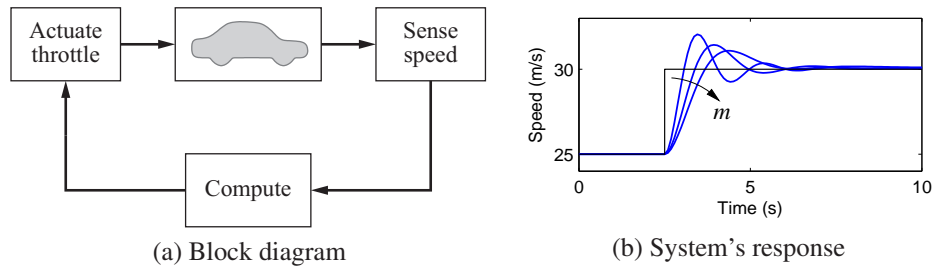 Actuate
throttle
Sense
speed
Compute
(a) Block diagram
Speed (m/s)
30
25
m
0
5
10
Time (s)
(b) System's response